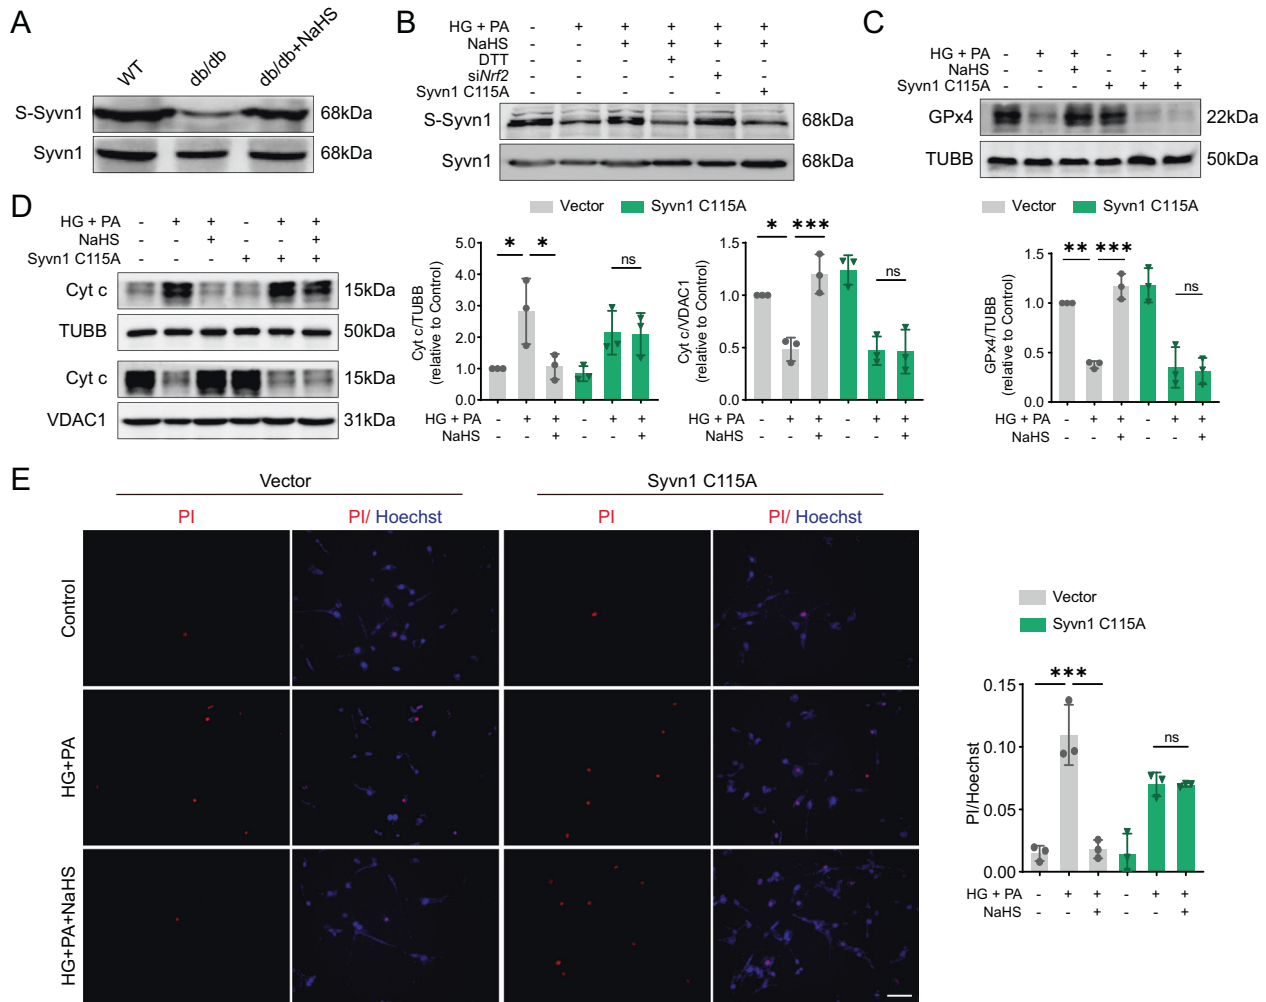 A
WT
db/db
db/db+NaHS
S-Syvn1
68kDa
Syvn1
68kDa
B
HG + PA - + + + + +
NaHS - - + + + +
DTT - - - + - -
siNrf2 - - - - + -
Syvn1 C115A - - - - - +
S-Syvn1
68kDa
Syvn1
68kDa
C
HG + PA - + + - + +
NaHS - - + - - +
Syvn1 C115A - - - + + +
GPx4
22kDa
TUBB
50kDa
Vector
Syvn1 C115A
GPx4/TUBB
(relative to Control)
1.5
1.0
0.5
0.0
**
***
ns
HG + PA - + + - + +
NaHS - - + - - +
D
HG + PA - + + - + +
NaHS - - + - - +
Syvn1 C115A - - - + + +
Cyt c
15kDa
TUBB
50kDa
Cyt c
15kDa
VDAC1
31kDa
Vector
Syvn1 C115A
Cyt c/TUBB
(relative to Control)
5.0
4.0
3.0
2.0
1.0
0.0
*
*
ns
HG + PA - + + - + +
NaHS - - + - - +
Cyt c/VDAC1
(relative to Control)
1.5
1.0
0.5
0.0
*
***
ns
HG + PA - + + - + +
NaHS - - + - - +
E
Vector
Syvn1 C115A
PI
PI/ Hoechst
PI
PI/ Hoechst
Control
HG+PA
HG+PA+NaHS
Vector
Syvn1 C115A
PI/Hoechst
0.15
0.10
0.05
0.00
***
ns
HG + PA - + + - + +
NaHS - - + - - +